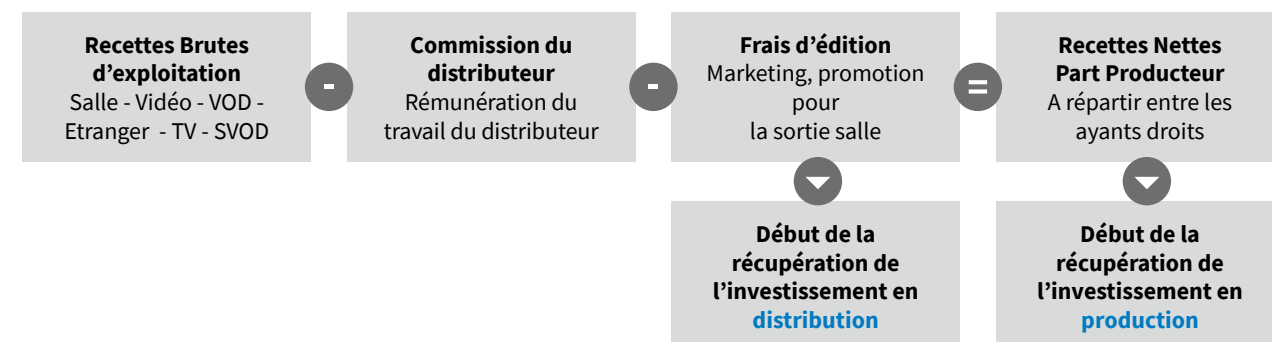 Recettes Brutes
d’exploitation
Salle - Vidéo - VOD -
Etranger - TV - SVOD
-
Commission du
distributeur
Rémunération du
travail du distributeur
-
Frais d’édition
Marketing, promotion
pour
la sortie salle
=
Recettes Nettes
Part Producteur
A répartir entre les
ayants droits
Début de la
récupération de
l’investissement en
distribution
Début de la
récupération de
l’investissement en
production